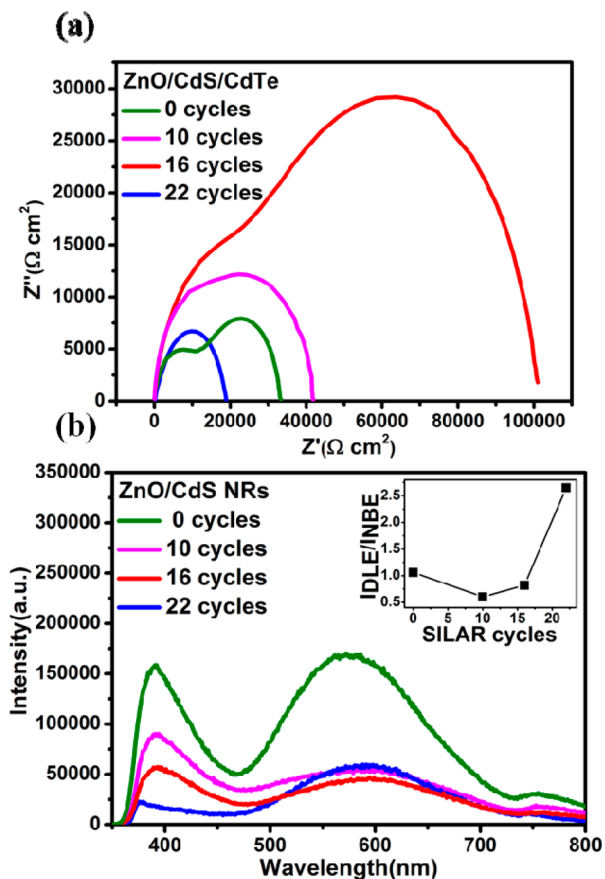 (a)
30000
25000
20000
15000
10000
5000
0
Z''(Ω cm²)
ZnO/CdS/CdTe
0 cycles
10 cycles
16 cycles
22 cycles
0 20000 40000 60000 80000 100000
Z'(Ω cm²)
(b)
350000
300000
250000
200000
150000
100000
50000
0
Intensity(a.u.)
ZnO/CdS NRs
0 cycles
10 cycles
16 cycles
22 cycles
IDLE/INBE
2.5
2.0
1.5
1.0
0.5
0 5 10 15 20
SILAR cycles
400 500 600 700 800
Wavelength(nm)